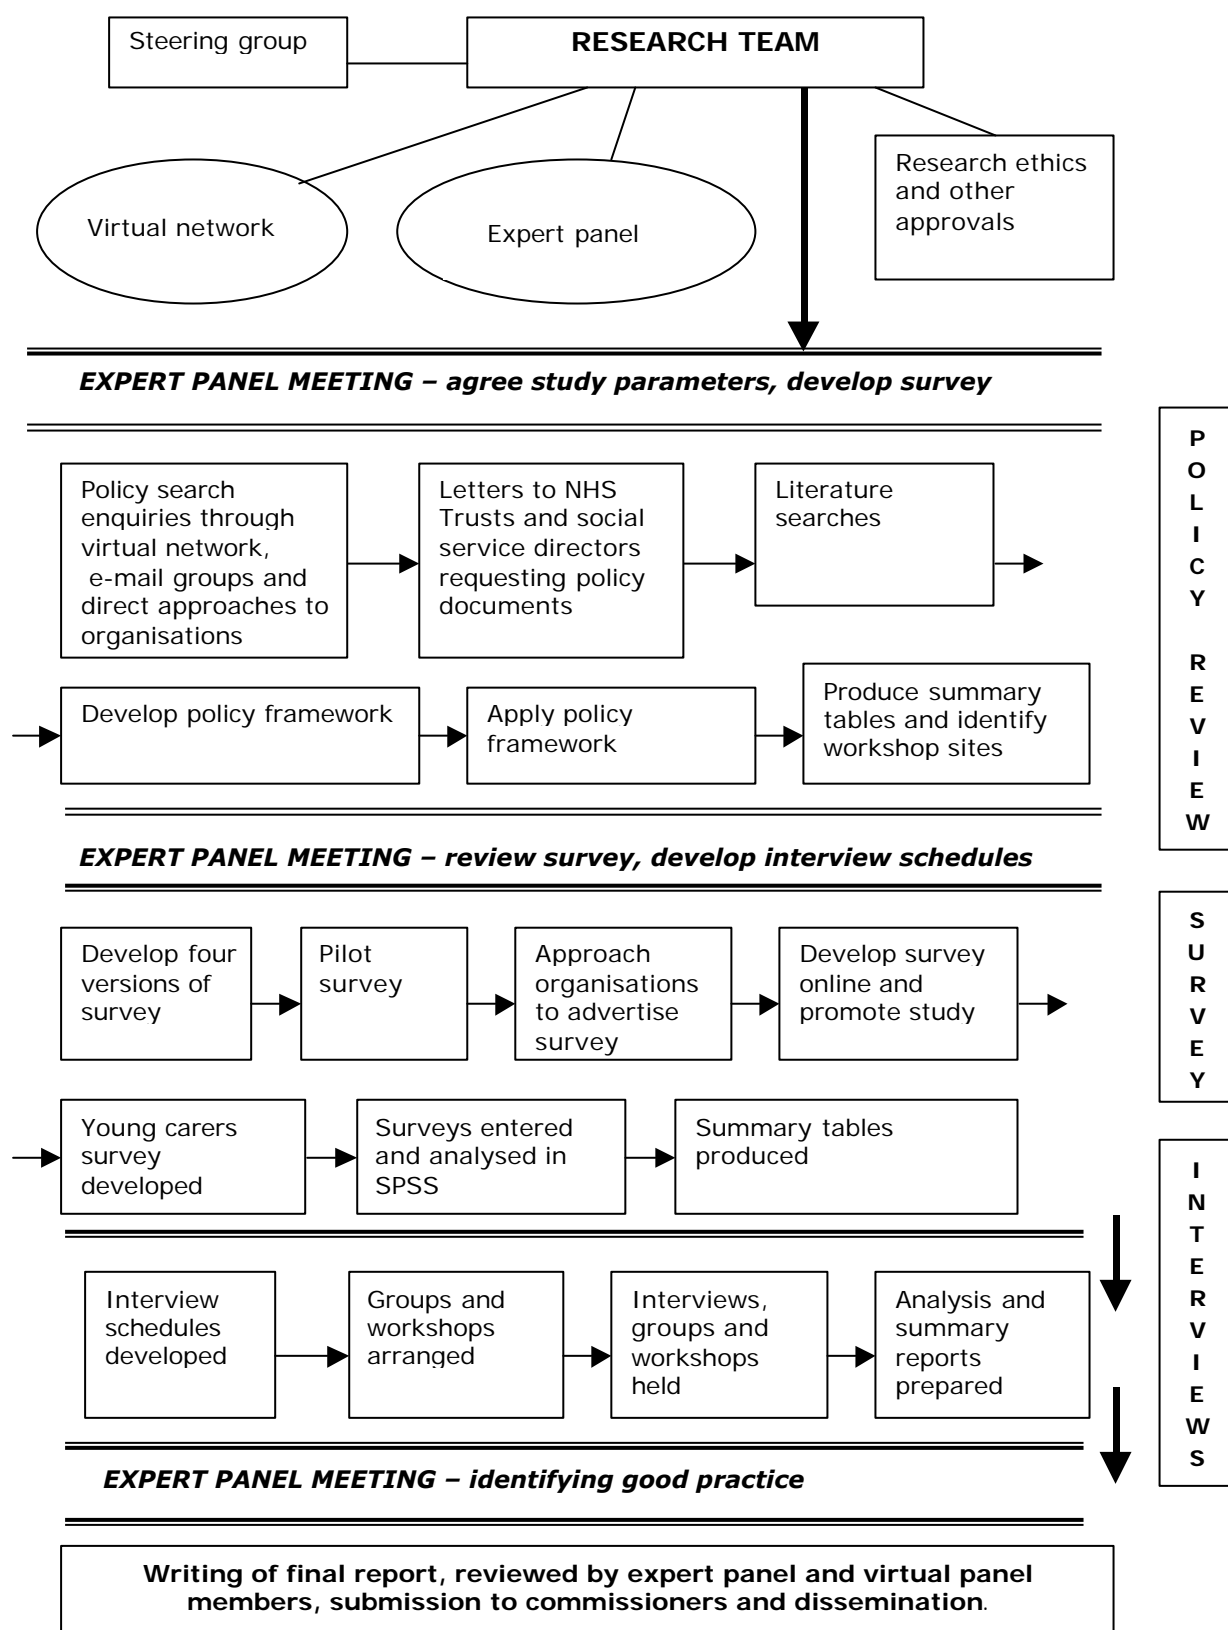 Steering group
RESEARCH TEAM
Virtual network
Expert panel
Research ethics
and other
approvals
EXPERT PANEL MEETING – agree study parameters, develop survey
Policy search
enquiries through
virtual network,
e-mail groups and
direct approaches to
organisations
Letters to NHS
Trusts and social
service directors
requesting policy
documents
Literature
searches
Develop policy framework
Apply policy
framework
Produce summary
tables and identify
workshop sites
P
O
L
I
C
Y
R
E
V
I
E
W
EXPERT PANEL MEETING – review survey, develop interview schedules
Develop four
versions of
survey
Pilot
survey
Approach
organisations
to advertise
survey
Develop survey
online and
promote study
Young carers
survey
developed
Surveys entered
and analysed in
SPSS
Summary tables
produced
S
U
R
V
E
Y
Interview
schedules
developed
Groups and
workshops
arranged
Interviews,
groups and
workshops
held
Analysis and
summary
reports
prepared
I
N
T
E
R
V
I
E
W
S
EXPERT PANEL MEETING – identifying good practice
Writing of final report, reviewed by expert panel and virtual panel
members, submission to commissioners and dissemination.